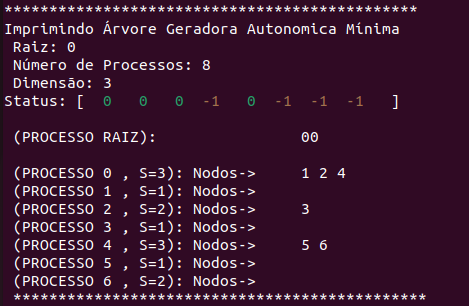 **********************************************
Imprimindo Árvore Geradora Autonomica Mínima
Raiz: 0
Número de Processos: 8
Dimensão: 3
Status: [ 0 0 0 -1 0 -1 -1 -1 ]
(PROCESSO RAIZ): 00
(PROCESSO 0 , S=3): Nodos-> 1 2 4
(PROCESSO 1 , S=1): Nodos->
(PROCESSO 2 , S=2): Nodos-> 3
(PROCESSO 3 , S=1): Nodos->
(PROCESSO 4 , S=3): Nodos-> 5 6
(PROCESSO 5 , S=1): Nodos->
(PROCESSO 6 , S=2): Nodos->
**********************************************